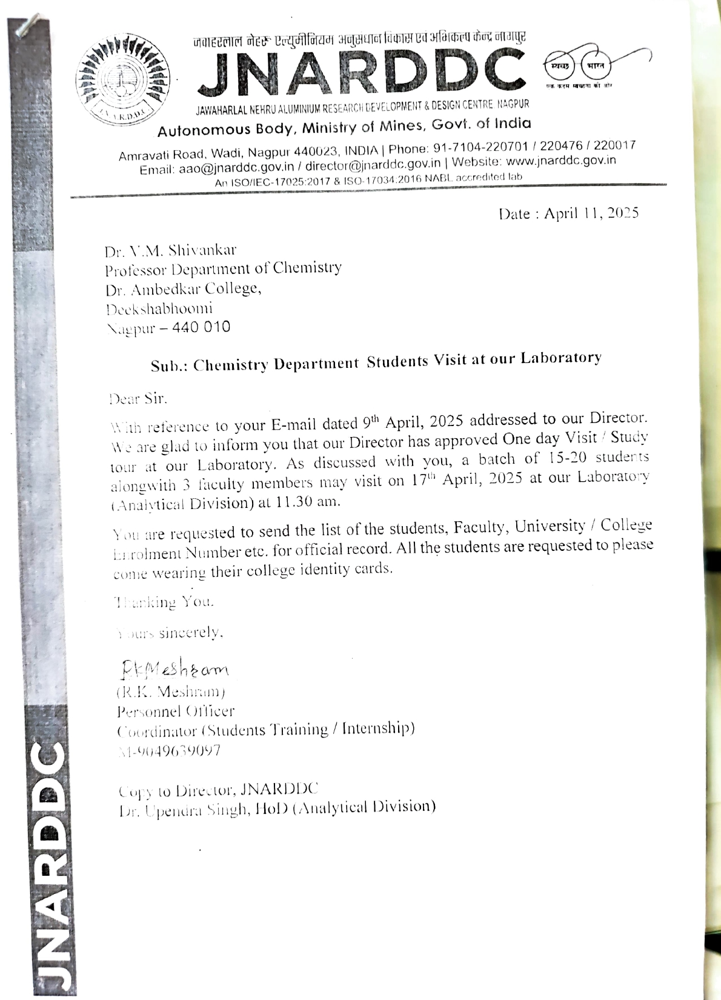 जवाहरलाल नेहरू एल्युमीनियम अनुसंधान विकास एवं अभिकल्प केन्द्र नागपुर
JNARDDC
स्वच्छ भारत
एक कदम स्वच्छता की ओर
J.N.A.R.D.D.C.
JAWAHARLAL NEHRU ALUMINIUM RESEARCH DEVELOPMENT & DESIGN CENTRE NAGPUR
Autonomous Body, Ministry of Mines, Govt. of India
Amravati Road, Wadi, Nagpur 440023, INDIA | Phone: 91-7104-220701 / 220476 / 220017
Email: aao@jnarddc.gov.in / director@jnarddc.gov.in | Website: www.jnarddc.gov.in
An ISO/IEC-17025:2017 & ISO-17034:2016 NABL accredited lab
Date : April 11, 2025
Dr. V.M. Shivankar
Professor Department of Chemistry
Dr. Ambedkar College,
Deekshabhoomi
Nagpur – 440 010
Sub.: Chemistry Department Students Visit at our Laboratory
Dear Sir.
With reference to your E-mail dated 9th April, 2025 addressed to our Director.
We are glad to inform you that our Director has approved One day Visit / Study
tour at our Laboratory. As discussed with you, a batch of 15-20 students
alongwith 3 faculty members may visit on 17th April, 2025 at our Laboratory
(Analytical Division) at 11.30 am.
You are requested to send the list of the students, Faculty, University / College
Enrolment Number etc. for official record. All the students are requested to please
come wearing their college identity cards.
Thanking You.
Yours sincerely,
RKMeshram
(R.K. Meshram)
Personnel Officer
Coordinator (Students Training / Internship)
M-9049639097
Copy to Director, JNARDDC
Dr. Upendra Singh, HoD (Analytical Division)
JNARDDC